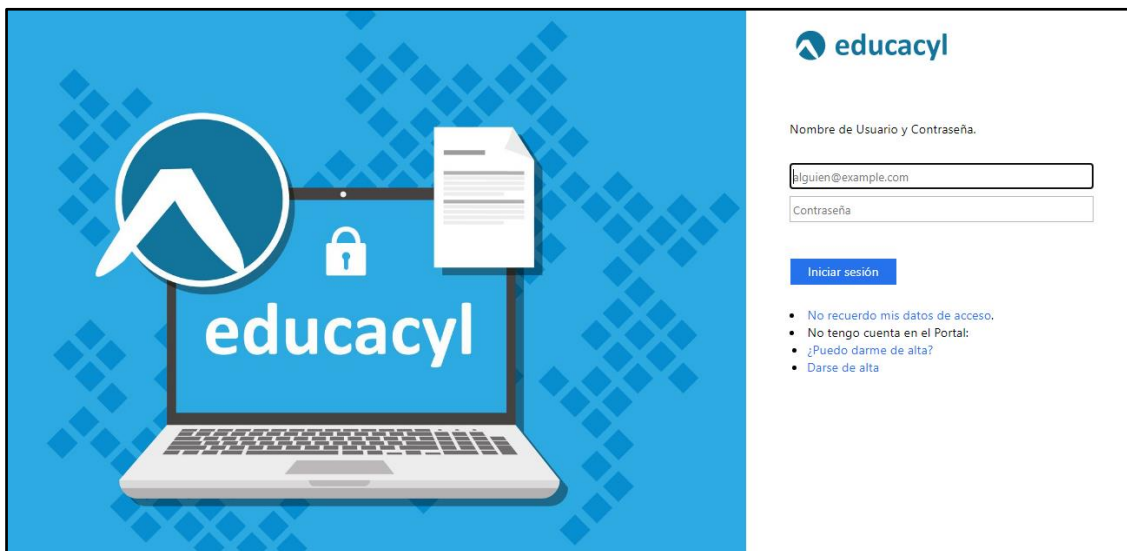 educacyl
educacyl
Nombre de Usuario y Contraseña.
alguien@example.com
Contraseña
Iniciar sesión
No recuerdo mis datos de acceso.
No tengo cuenta en el Portal:
¿Puedo darme de alta?
Darse de alta